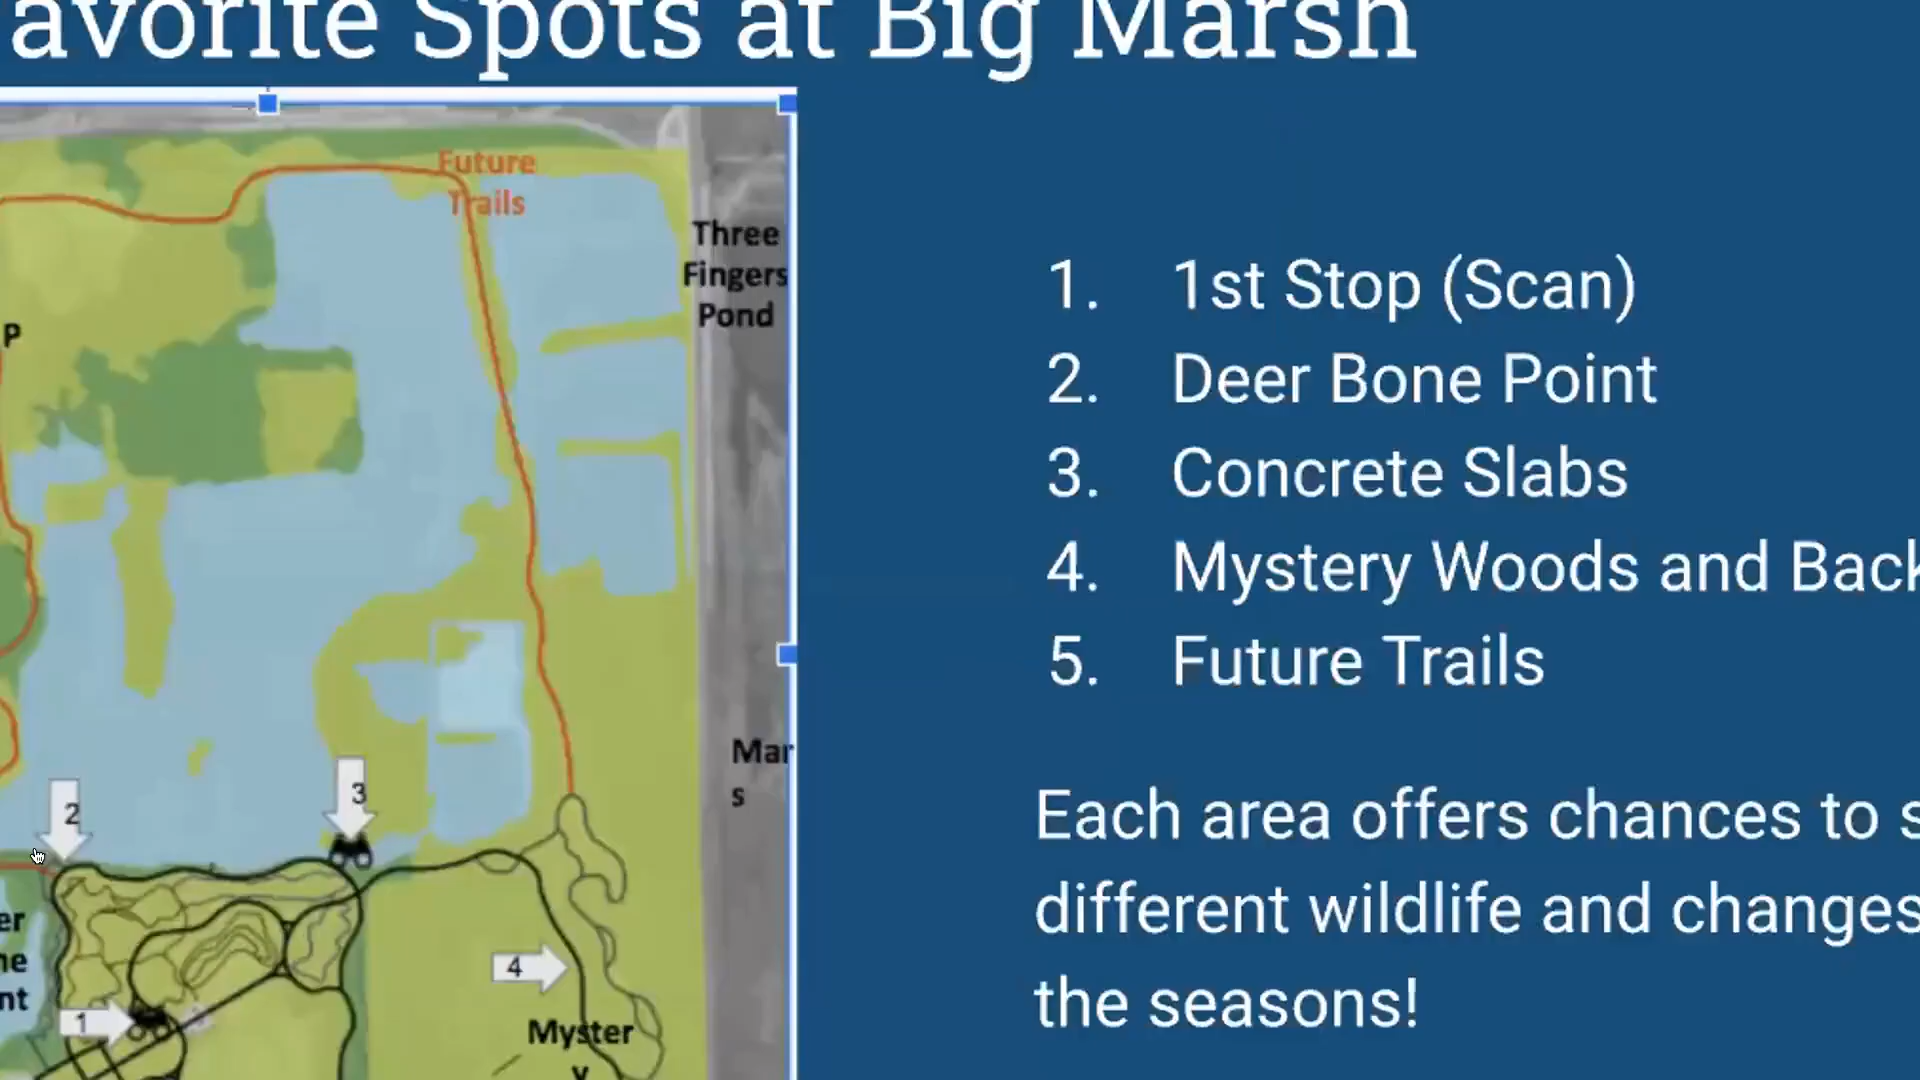 avorite Spots at Big Marsh
Future
Trails
Three
Fingers
Pond
P
Mar
s
2
3
er
ne
nt
4
1
Myster
y
1. 1st Stop (Scan)
2. Deer Bone Point
3. Concrete Slabs
4. Mystery Woods and Back
5. Future Trails
Each area offers chances to s
different wildlife and changes
the seasons!